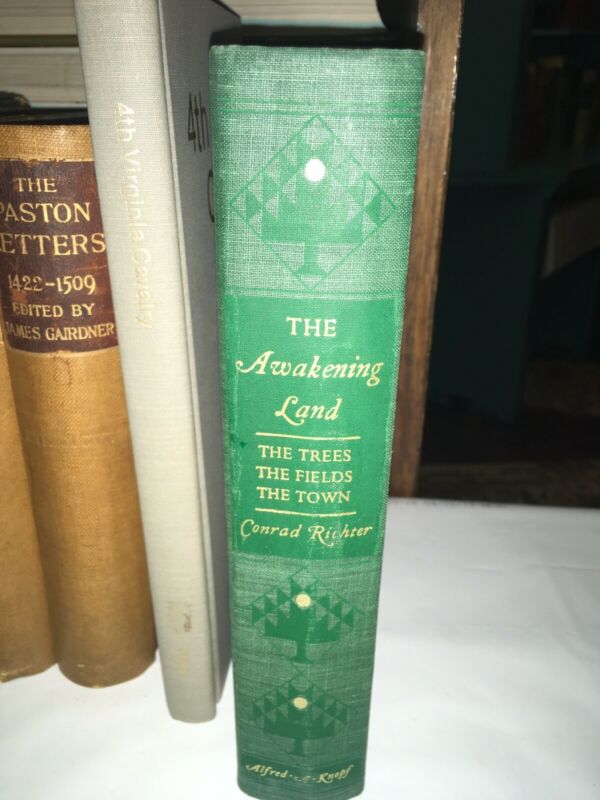 THE
PASTON
LETTERS
1422-1509
EDITED BY
JAMES GAIRDNER
4th Virginia Cavalry
4th
C
THE
Awakening
Land
THE TREES
THE FIELDS
THE TOWN
Conrad Richter
Alfred · A · Knopf